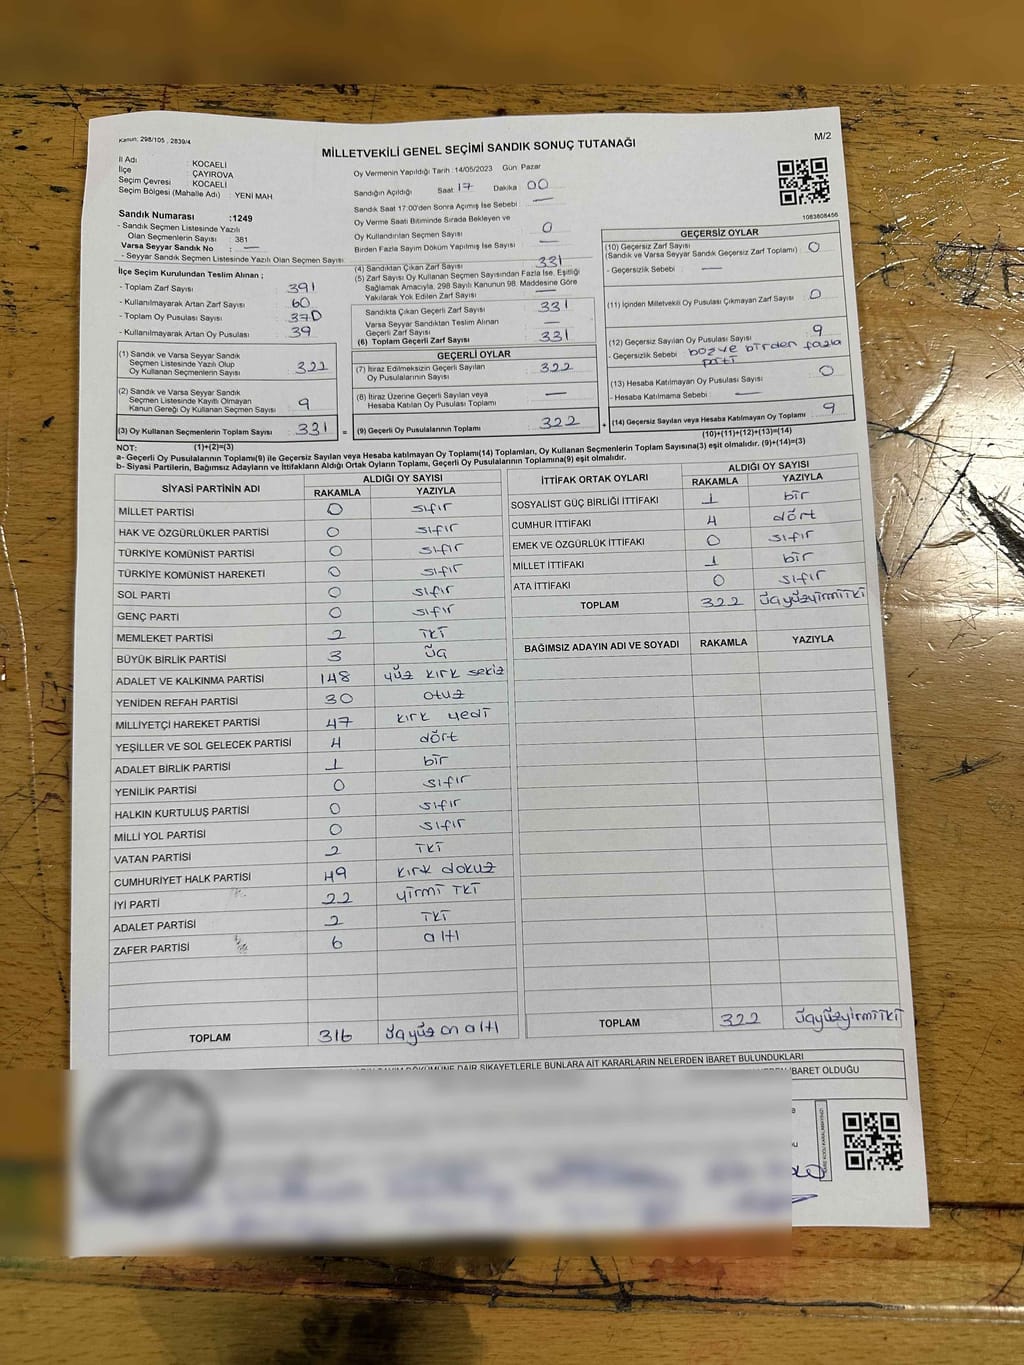 Kanun: 298/105 , 2839/4
M/2
MİLLETVEKİLİ GENEL SEÇİMİ SANDIK SONUÇ TUTANAĞI
İl Adı : KOCAELİ
İlçe : ÇAYIROVA
Seçim Çevresi : KOCAELİ
Seçim Bölgesi (Mahalle Adı) : YENİ MAH
Sandık Numarası :1249
- Sandık Seçmen Listesinde Yazılı
Olan Seçmenlerin Sayısı : 381
Varsa Seyyar Sandık No : —
- Seyyar Sandık Seçmen Listesinde Yazılı Olan Seçmen Sayısı
İlçe Seçim Kurulundan Teslim Alınan ;
- Toplam Zarf Sayısı : 391
- Kullanılmayarak Artan Zarf Sayısı : 60
- Toplam Oy Pusulası Sayısı : 370
- Kullanılmayarak Artan Oy Pusulası : 39
(1) Sandık ve Varsa Seyyar Sandık
Seçmen Listesinde Yazılı Olup
Oy Kullanan Seçmenlerin Sayısı : 322
(2) Sandık ve Varsa Seyyar Sandık
Seçmen Listesinde Kayıtlı Olmayan
Kanun Gereği Oy Kullanan Seçmen Sayısı : 9
(3) Oy Kullanan Seçmenlerin Toplam Sayısı : 331 =
Oy Vermenin Yapıldığı Tarih :14/05/2023 Gün Pazar
Sandığın Açıldığı Saat 17 Dakika : 00
Sandık Saat 17:00'den Sonra Açılmış İse Sebebi : —
Oy Verme Saati Bitiminde Sırada Bekleyen ve
Oy Kullandırılan Seçmen Sayısı : 0
Birden Fazla Sayım Döküm Yapılmış İse Sayısı : —
(4) Sandıktan Çıkan Zarf Sayısı : 331
(5) Zarf Sayısı Oy Kullanan Seçmen Sayısından Fazla İse, Eşitliği
Sağlamak Amacıyla, 298 Sayılı Kanunun 98. Maddesine Göre
Yakılarak Yok Edilen Zarf Sayısı : —
Sandıkta Çıkan Geçerli Zarf Sayısı : 331
Varsa Seyyar Sandıktan Teslim Alınan
Geçerli Zarf Sayısı : —
(6) Toplam Geçerli Zarf Sayısı : 331
GEÇERLİ OYLAR
(7) İtiraz Edilmeksizin Geçerli Sayılan
Oy Pusulalarının Sayısı : 322
(8) İtiraz Üzerine Geçerli Sayılan veya
Hesaba Katılan Oy Pusulası Toplamı : —
(9) Geçerli Oy Pusulalarının Toplamı : 322 +
1083808456
GEÇERSİZ OYLAR
(10) Geçersiz Zarf Sayısı : 0
(Sandık ve Varsa Seyyar Sandık Geçersiz Zarf Toplamı)
- Geçersizlik Sebebi : —
(11) İçinden Milletvekili Oy Pusulası Çıkmayan Zarf Sayısı : 0
(12) Geçersiz Sayılan Oy Pusulası Sayısı : 9
- Geçersizlik Sebebi : boş ve birden fazla
parti
(13) Hesaba Katılmayan Oy Pusulası Sayısı : 0
- Hesaba Katılmama Sebebi : —
(14) Geçersiz Sayılan veya Hesaba Katılmayan Oy Toplamı : 9
NOT: (1)+(2)=(3)
(10)+(11)+(12)+(13)=(14)
a- Geçerli Oy Pusulalarının Toplamı(9) ile Geçersiz Sayılan veya Hesaba katılmayan Oy Toplamı(14) Toplamları, Oy Kullanan Seçmenlerin Toplam Sayısına(3) eşit olmalıdır. (9)+(14)=(3)
b- Siyasi Partilerin, Bağımsız Adayların ve İttifakların Aldığı Ortak Oyların Toplamı, Geçerli Oy Pusulalarının Toplamına(9) eşit olmalıdır.
SİYASİ PARTİNİN ADI ALDIĞI OY SAYISI
RAKAMLA YAZIYLA
MİLLET PARTİSİ 0 sıfır
HAK VE ÖZGÜRLÜKLER PARTİSİ 0 sıfır
TÜRKİYE KOMÜNİST PARTİSİ 0 sıfır
TÜRKİYE KOMÜNİST HAREKETİ 0 sıfır
SOL PARTİ 0 sıfır
GENÇ PARTİ 0 sıfır
MEMLEKET PARTİSİ 2 iki
BÜYÜK BİRLİK PARTİSİ 3 üç
ADALET VE KALKINMA PARTİSİ 148 yüz kırk sekiz
YENİDEN REFAH PARTİSİ 30 otuz
MİLLİYETÇİ HAREKET PARTİSİ 47 kırk yedi
YEŞİLLER VE SOL GELECEK PARTİSİ 4 dört
ADALET BİRLİK PARTİSİ 1 bir
YENİLİK PARTİSİ 0 sıfır
HALKIN KURTULUŞ PARTİSİ 0 sıfır
MİLLİ YOL PARTİSİ 0 sıfır
VATAN PARTİSİ 2 iki
CUMHURİYET HALK PARTİSİ 49 kırk dokuz
İYİ PARTİ 22 yirmi iki
ADALET PARTİSİ 2 iki
ZAFER PARTİSİ 6 altı
TOPLAM 316 üçyüz on altı
İTTİFAK ORTAK OYLARI ALDIĞI OY SAYISI
RAKAMLA YAZIYLA
SOSYALİST GÜÇ BİRLİĞİ İTTİFAKI 1 bir
CUMHUR İTTİFAKI 4 dört
EMEK VE ÖZGÜRLÜK İTTİFAKI 0 sıfır
MİLLET İTTİFAKI 1 bir
ATA İTTİFAKI 0 sıfır
TOPLAM 322 üçyüzyirmiiki
BAĞIMSIZ ADAYIN ADI VE SOYADI RAKAMLA YAZIYLA
TOPLAM 322 üçyüzyirmiiki
DÖKÜMÜNE DAİR ŞİKAYETLERLE BUNLARA AİT KARARLARIN NELERDEN İBARET BULUNDUKLARI
İBARET OLDUĞU